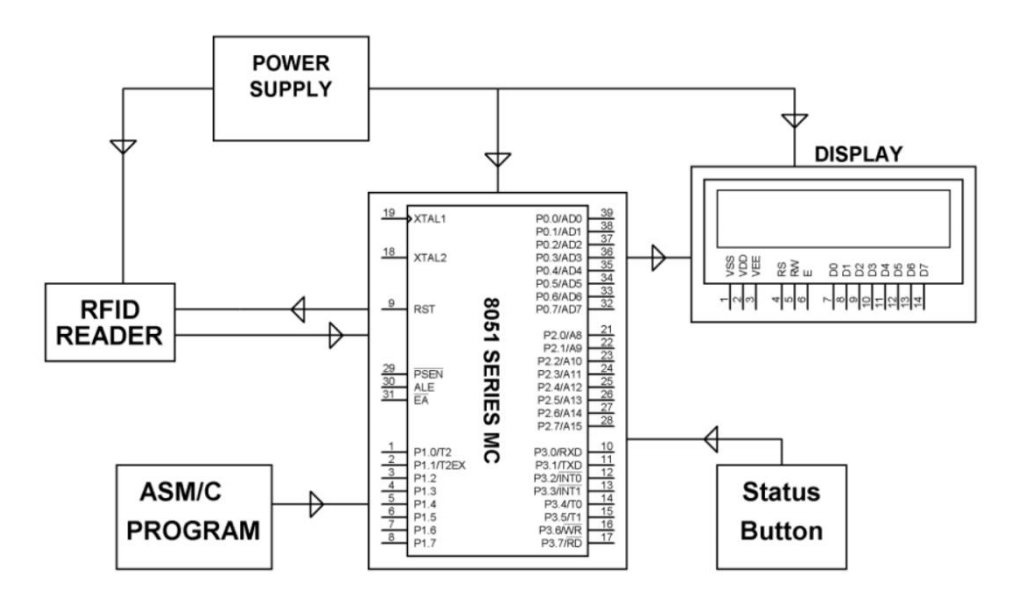 POWER
SUPPLY
DISPLAY
VSS
VDD
VEE
RS
RW
E
D0
D1
D2
D3
D4
D5
D6
D7
1
2
3
4
5
6
7
8
9
10
11
12
13
14
RFID
READER
19 XTAL1
18 XTAL2
9 RST
29 PSEN
30 ALE
31 EA
1 P1.0/T2
2 P1.1/T2EX
3 P1.2
4 P1.3
5 P1.4
6 P1.5
7 P1.6
8 P1.7
8051 SERIES MC
P0.0/AD0 39
P0.1/AD1 38
P0.2/AD2 37
P0.3/AD3 36
P0.4/AD4 35
P0.5/AD5 34
P0.6/AD6 33
P0.7/AD7 32
P2.0/A8 21
P2.1/A9 22
P2.2/A10 23
P2.3/A11 24
P2.4/A12 25
P2.5/A13 26
P2.6/A14 27
P2.7/A15 28
P3.0/RXD 10
P3.1/TXD 11
P3.2/INT0 12
P3.3/INT1 13
P3.4/T0 14
P3.5/T1 15
P3.6/WR 16
P3.7/RD 17
ASM/C
PROGRAM
Status
Button